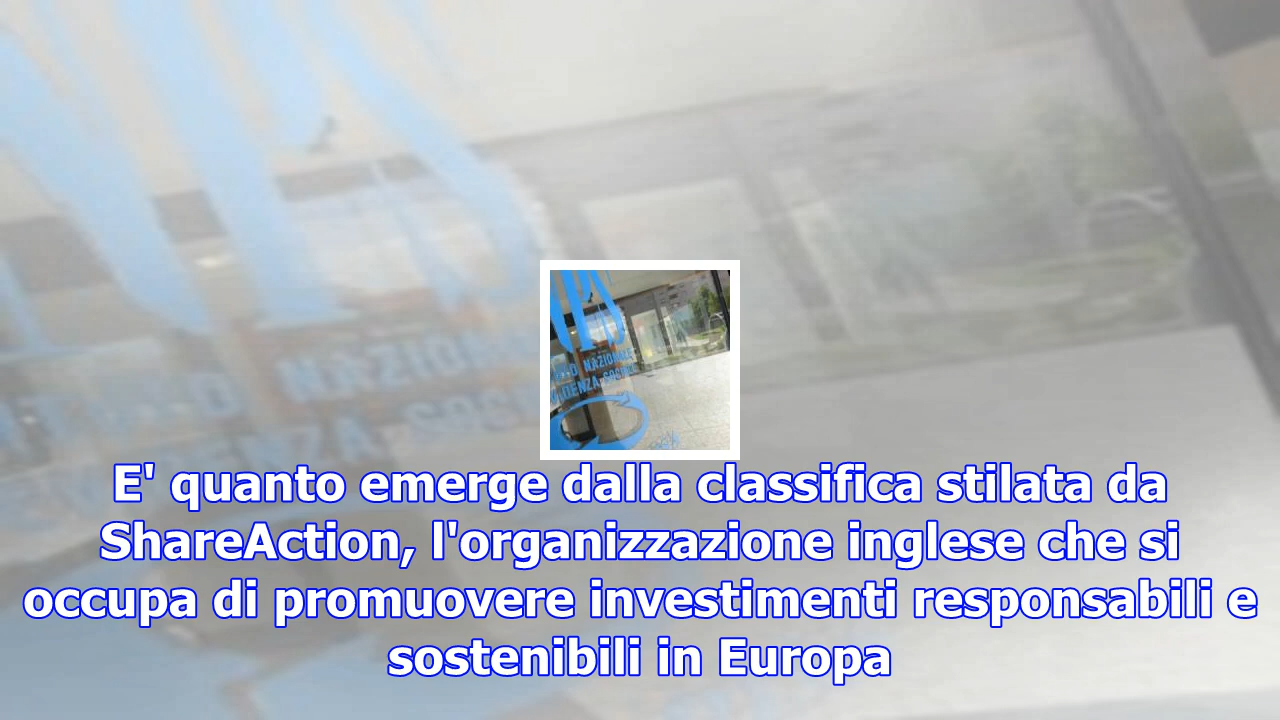 NAZIONALE
E' quanto emerge dalla classifica stilata da
ShareAction, l'organizzazione inglese che si
occupa di promuovere investimenti responsabili e
sostenibili in Europa